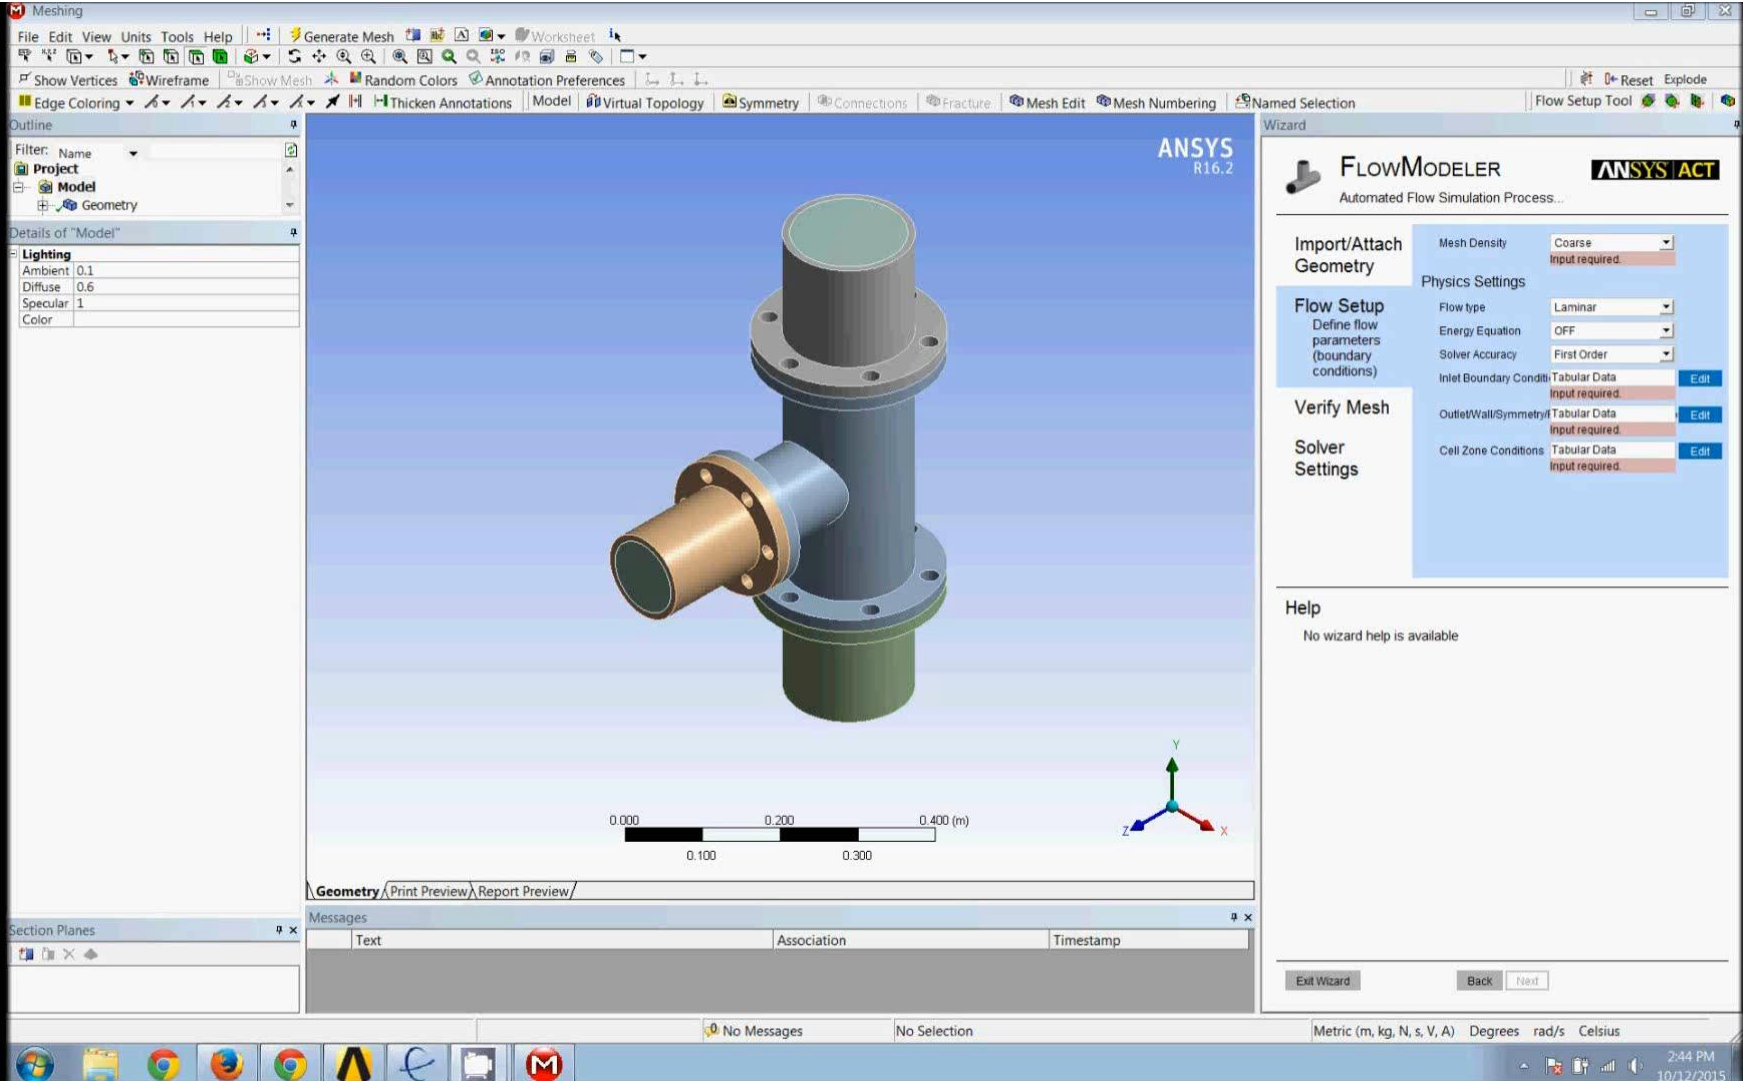 Meshing
File Edit View Units Tools Help Generate Mesh Worksheet
Show Vertices Wireframe Show Mesh Random Colors Annotation Preferences Reset Explode
Edge Coloring Thicken Annotations Model Virtual Topology Symmetry Connections Fracture Mesh Edit Mesh Numbering Named Selection Flow Setup Tool
Outline
Filter: Name
Project
Model
Geometry
Details of "Model"
Lighting
Ambient 0.1
Diffuse 0.6
Specular 1
Color
Section Planes
ANSYS
R16.2
Y
Z
X
0.000 0.200 0.400 (m)
0.100 0.300
Geometry Print Preview Report Preview
Messages
Text Association Timestamp
Wizard
FLOWMODELER
ANSYS ACT
Automated Flow Simulation Process...
Import/Attach
Geometry
Flow Setup
Define flow
parameters
(boundary
conditions)
Verify Mesh
Solver
Settings
Mesh Density Coarse
Input required.
Physics Settings
Flow type Laminar
Energy Equation OFF
Solver Accuracy First Order
Inlet Boundary Conditi Tabular Data Edit
Input required.
Outlet/Wall/Symmetry/ Tabular Data Edit
Input required.
Cell Zone Conditions Tabular Data Edit
Input required.
Help
No wizard help is available
Exit Wizard Back Next
No Messages No Selection Metric (m, kg, N, s, V, A) Degrees rad/s Celsius
2:44 PM
10/12/2015